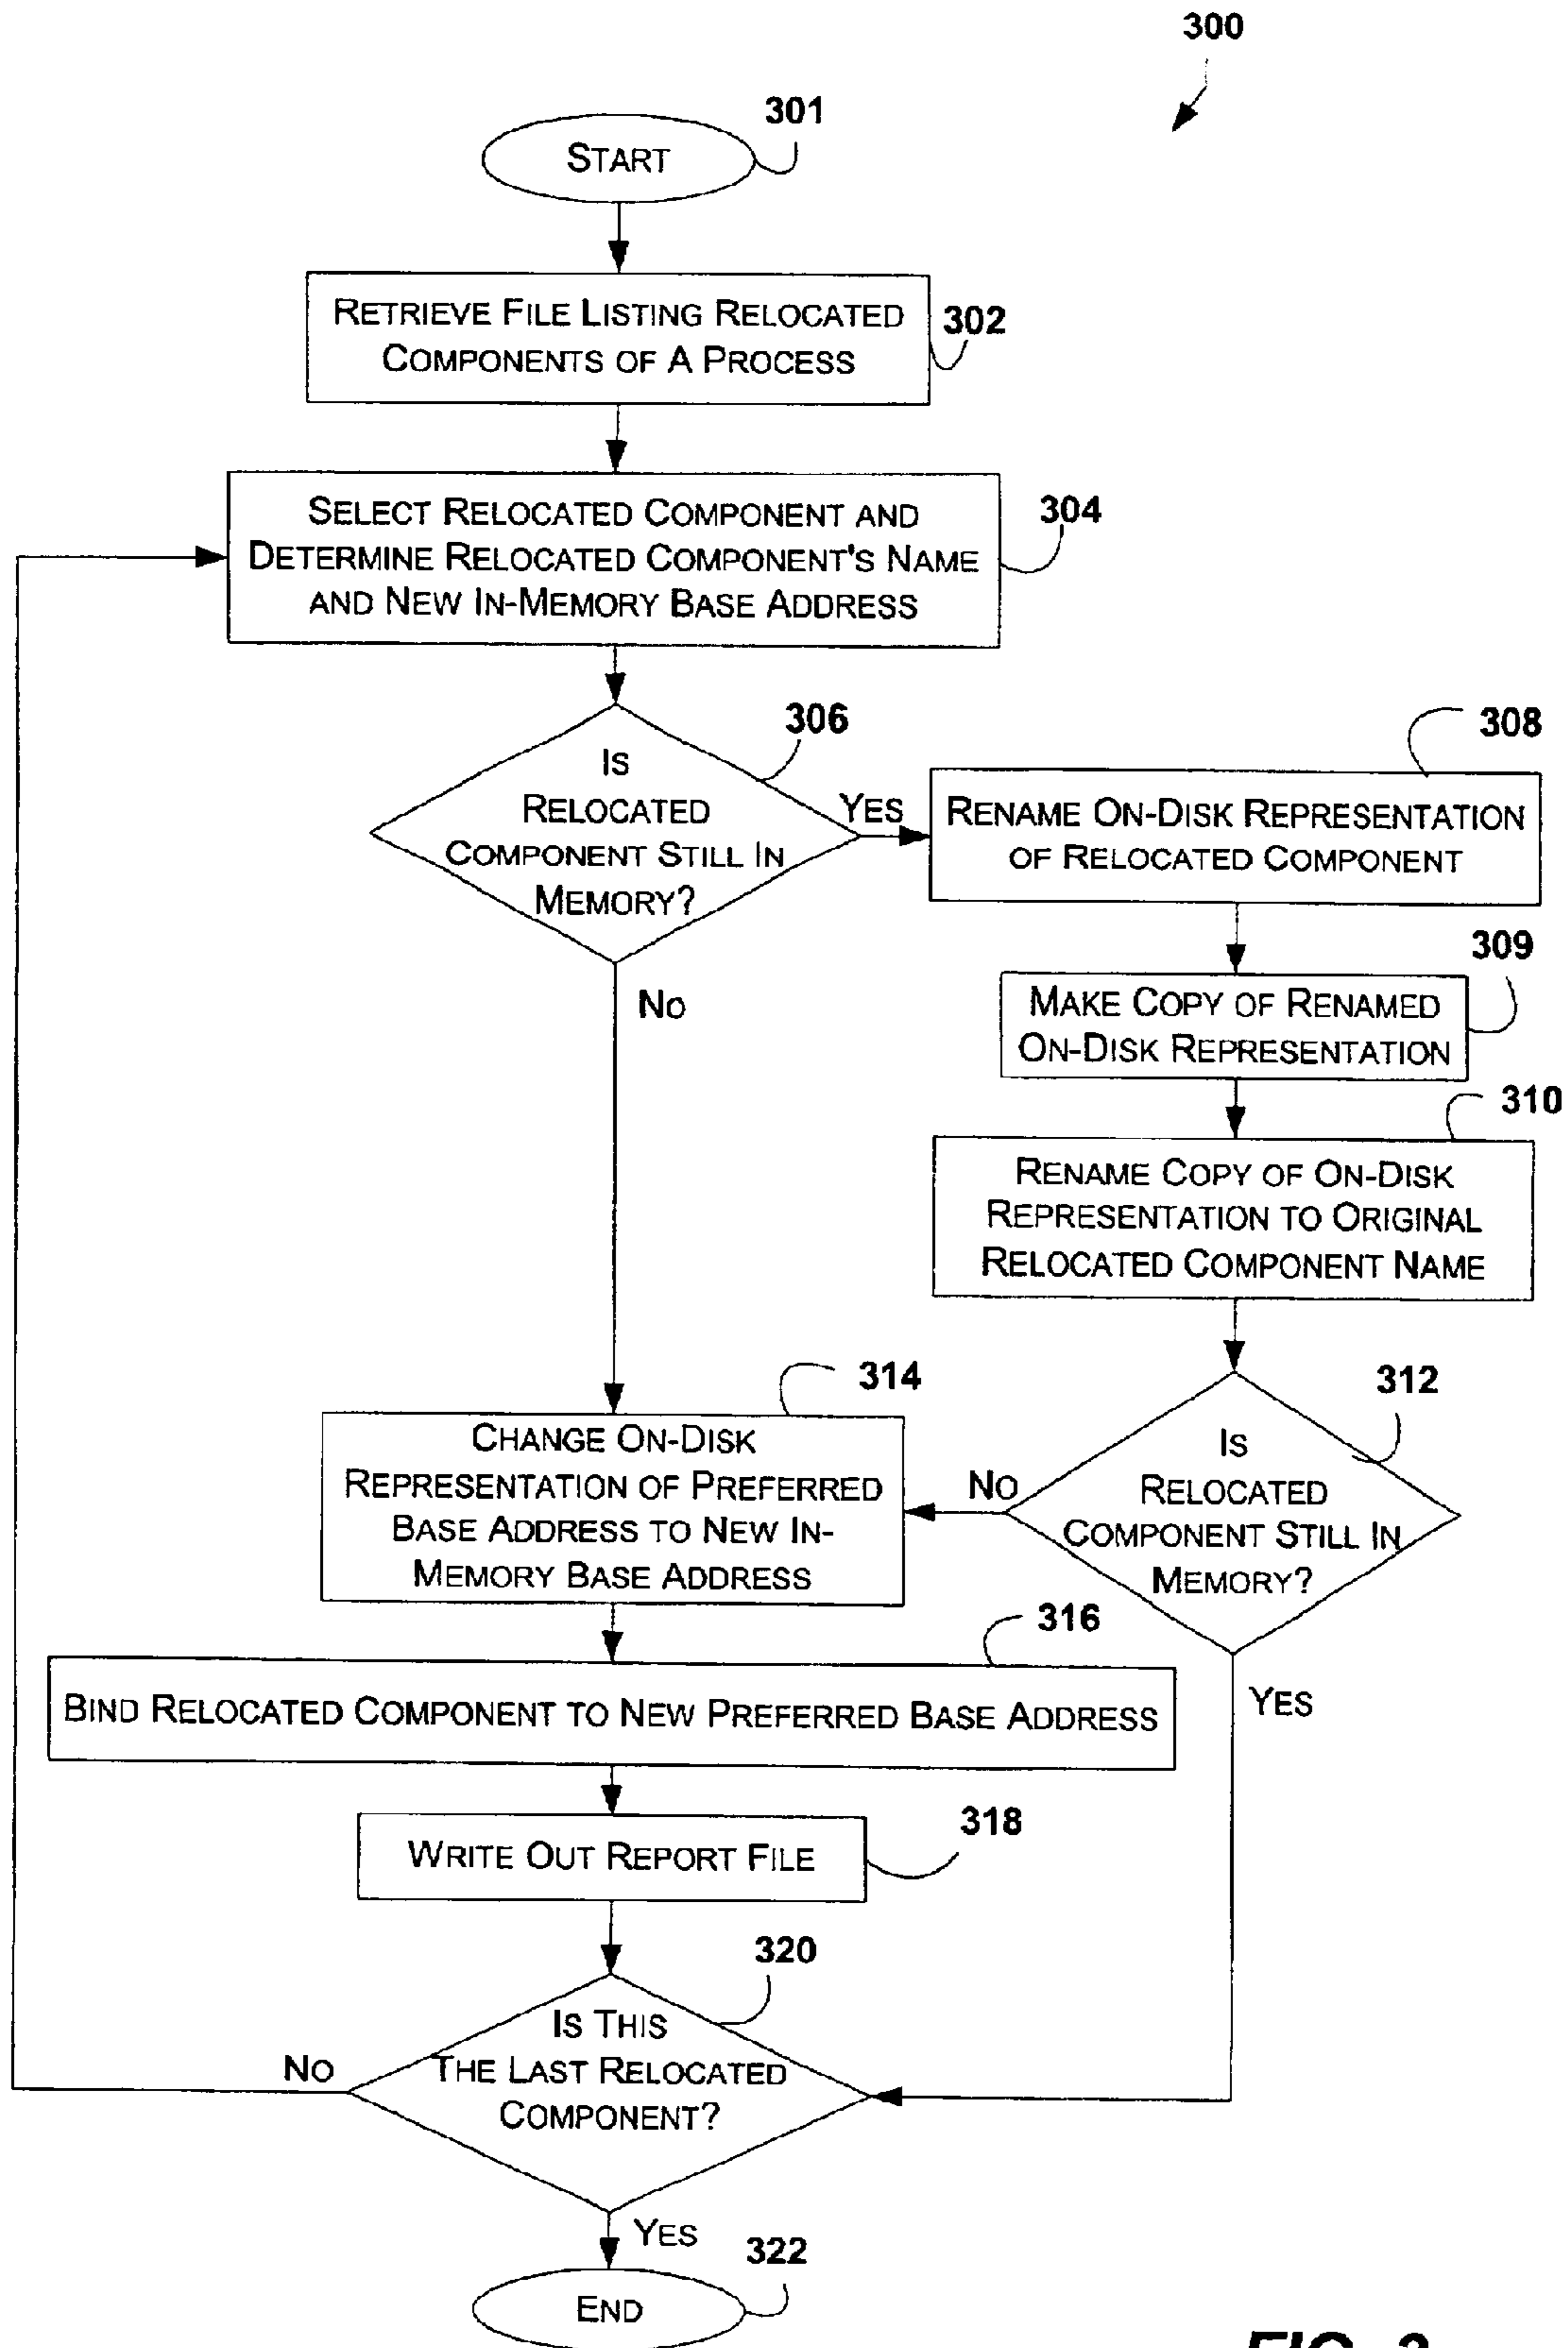 300
301
START
RETRIEVE FILE LISTING RELOCATED
COMPONENTS OF A PROCESS
302
SELECT RELOCATED COMPONENT AND
DETERMINE RELOCATED COMPONENT'S NAME
AND NEW IN-MEMORY BASE ADDRESS
304
306
IS
RELOCATED
COMPONENT STILL IN
MEMORY?
YES
NO
308
RENAME ON-DISK REPRESENTATION
OF RELOCATED COMPONENT
309
MAKE COPY OF RENAMED
ON-DISK REPRESENTATION
310
RENAME COPY OF ON-DISK
REPRESENTATION TO ORIGINAL
RELOCATED COMPONENT NAME
312
IS
RELOCATED
COMPONENT STILL IN
MEMORY?
NO
YES
314
CHANGE ON-DISK
REPRESENTATION OF PREFERRED
BASE ADDRESS TO NEW IN-
MEMORY BASE ADDRESS
316
BIND RELOCATED COMPONENT TO NEW PREFERRED BASE ADDRESS
318
WRITE OUT REPORT FILE
320
IS THIS
THE LAST RELOCATED
COMPONENT?
NO
YES
322
END